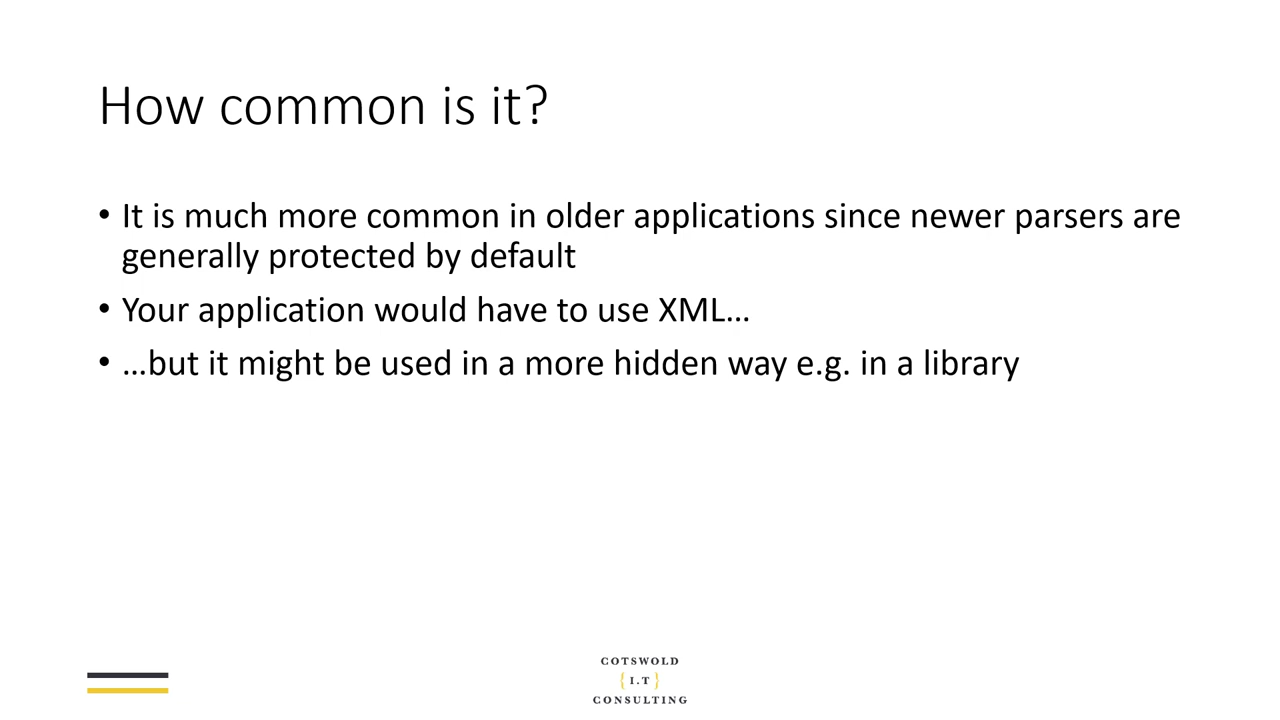 How common is it?
• It is much more common in older applications since newer parsers are
generally protected by default
• Your application would have to use XML…
• …but it might be used in a more hidden way e.g. in a library
COTSWOLD
{ I.T }
CONSULTING